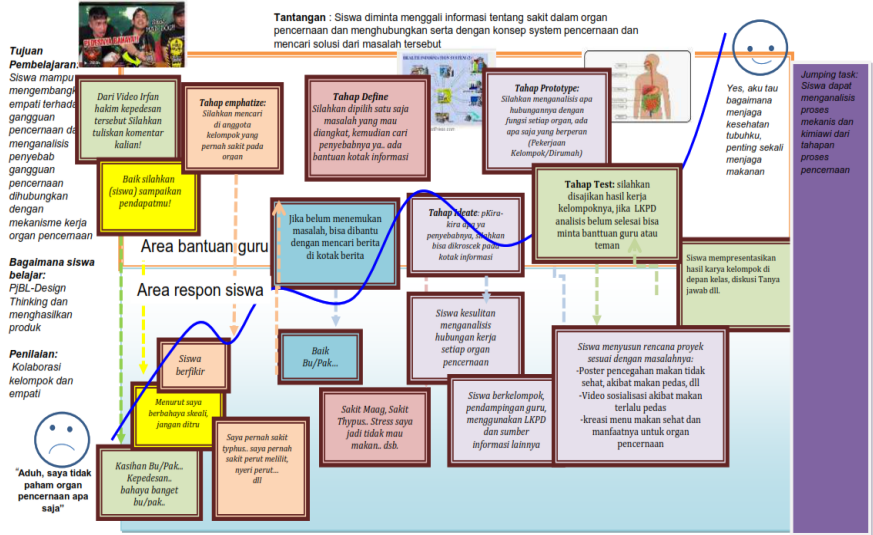 Tantangan : Siswa diminta menggali informasi tentang sakit dalam organ
pencernaan dan menghubungkan serta dengan konsep system pencernaan dan
mencari solusi dari masalah tersebut
Tujuan
Pembelajaran:
Siswa mampu
mengembangk
empati terhada
gangguan
pencernaan da
menganalisis
penyebab
gangguan
pencernaan
dihubungkan
dengan
mekanisme kerja
organ pencemaan
Bagaimana siswa
belajar:
PjBL-Design
Thinking dan
menghasilkan
produk
Penilaian:
Kolaborasi
kelompok dan
empati
"Aduh, saya tidak
paham organ
pencernaan apa
saja"
Dari Video Irfan
hakim kepedesan
tersebut Silahkan
tuliskan komentar
kalian!
Baik silahkan
(siswa) sampaikan
pendapatmu!
Tahap emphatize:
Silahkan mencari
di anggota
kelompok yang
pernah sakit pada
organ
Tahap Define
Silahkan dipilih satu saja
masalah yang mau
diangkat, kemudian cari
penyebabnya ya.. ada
bantuan kotak informasi
Jika belum menemukan
masalah, bisa dibantu
dengan mencari berita
di kotak berita
HEALTH INFORMATION SYSTEM
Tahap Ideate: pKira-
kira apa ya
penyebabnya, silahkan
bisa dikroscek pada
kotak informasi
Tahap Prototype:
Silahkan menganalisis apa
hubungannya dengan
fungsi setiap organ, ada
apa saja yang berperan
(Pekerjaan
Kelompok/Dirumah)
Tahap Test: silahkan
disajikan hasil kerja
kelompoknya, jika LKPD
analisis belum selesai bisa
minta banttuan guru atau
teman
Yes, aku tau
bagaimana
menjaga
kesehatan
tubuhku,
penting sekali
menjaga
makanan
Jumping task:
Siswa dapat
menganalisis
proses
mekanis dan
kimiawi dari
tahapan
proses
pencernaan
Area bantuan guru
Area respon siswa
Siswa
berfikir
Menurut saya
berbahaya skeali,
jangan ditru
Kasihan Bu/Pak...
Kepedesan..
bahaya banget
bu/pak..
Saya pernah sakit
typhus.. saya pernah
sakit perut melilit,
nyeri perut...
dll
Baik
Bu/Pak...
Sakit Maag, Sakit
Thypus.. Stress saya
jadi tidak mau
makan.. dsb.
Siswa kesulitan
menganalisis
hubungan kerja
setiap organ
pencernaan
Siswa berkelompok,
pendampingan guru,
menggunakan LKPD
dan sumber
informasi lainnya
Siswa menyusun rencana proyek
sesuai dengan masalahnya:
-Poster pencegahan makan tidak
sehat, akibat makan pedas, dll
-Video sosialisasi akibat makan
terlalu pedas
-kreasi menu makan sehat dan
manfaatnya untuk organ
pencernaan
Siswa mempresentasikan
hasil karya kelompok di
depan kelas, diskusi Tanya
jawab dll.